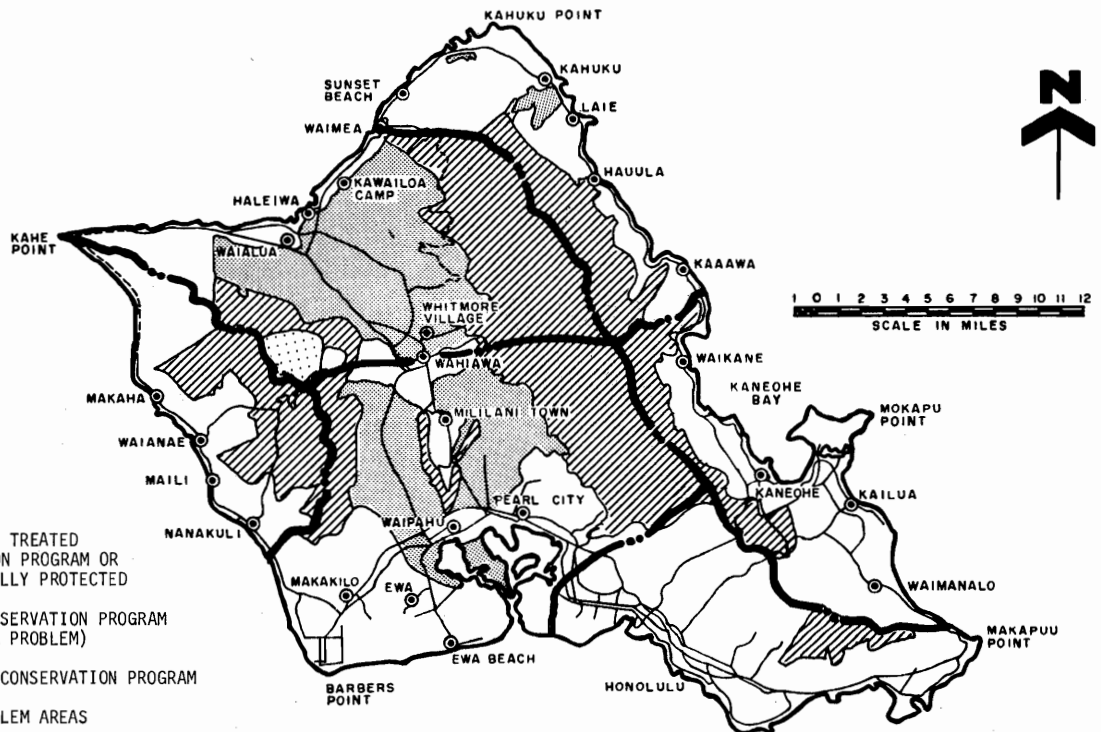 KAHUKU POINT
KAHUKU
SUNSET
BEACH
LAIE
WAIMEA
N
HAUULA
KAWAILOA
CAMP
HALEIWA
KAHE
POINT
WAIALUA
KAAAWA
1 0 1 2 3 4 5 6 7 8 9 10 11 12
SCALE IN MILES
WHITMORE
VILLAGE
WAHIAWA
WAIKANE
KANEOHE
BAY
MOKAPU
POINT
MAKAHA
MILILANI TOWN
WAIANAE
MAILI
KANEOHE
KAILUA
PEARL CITY
NANAKULI
WAIPAHU
TREATED
ON PROGRAM OR
LLY PROTECTED
MAKAKILO
EWA
WAIMANALO
SERVATION PROGRAM
PROBLEM)
MAKAPUU
POINT
EWA BEACH
CONSERVATION PROGRAM
BARBERS
POINT
HONOLULU
LEM AREAS